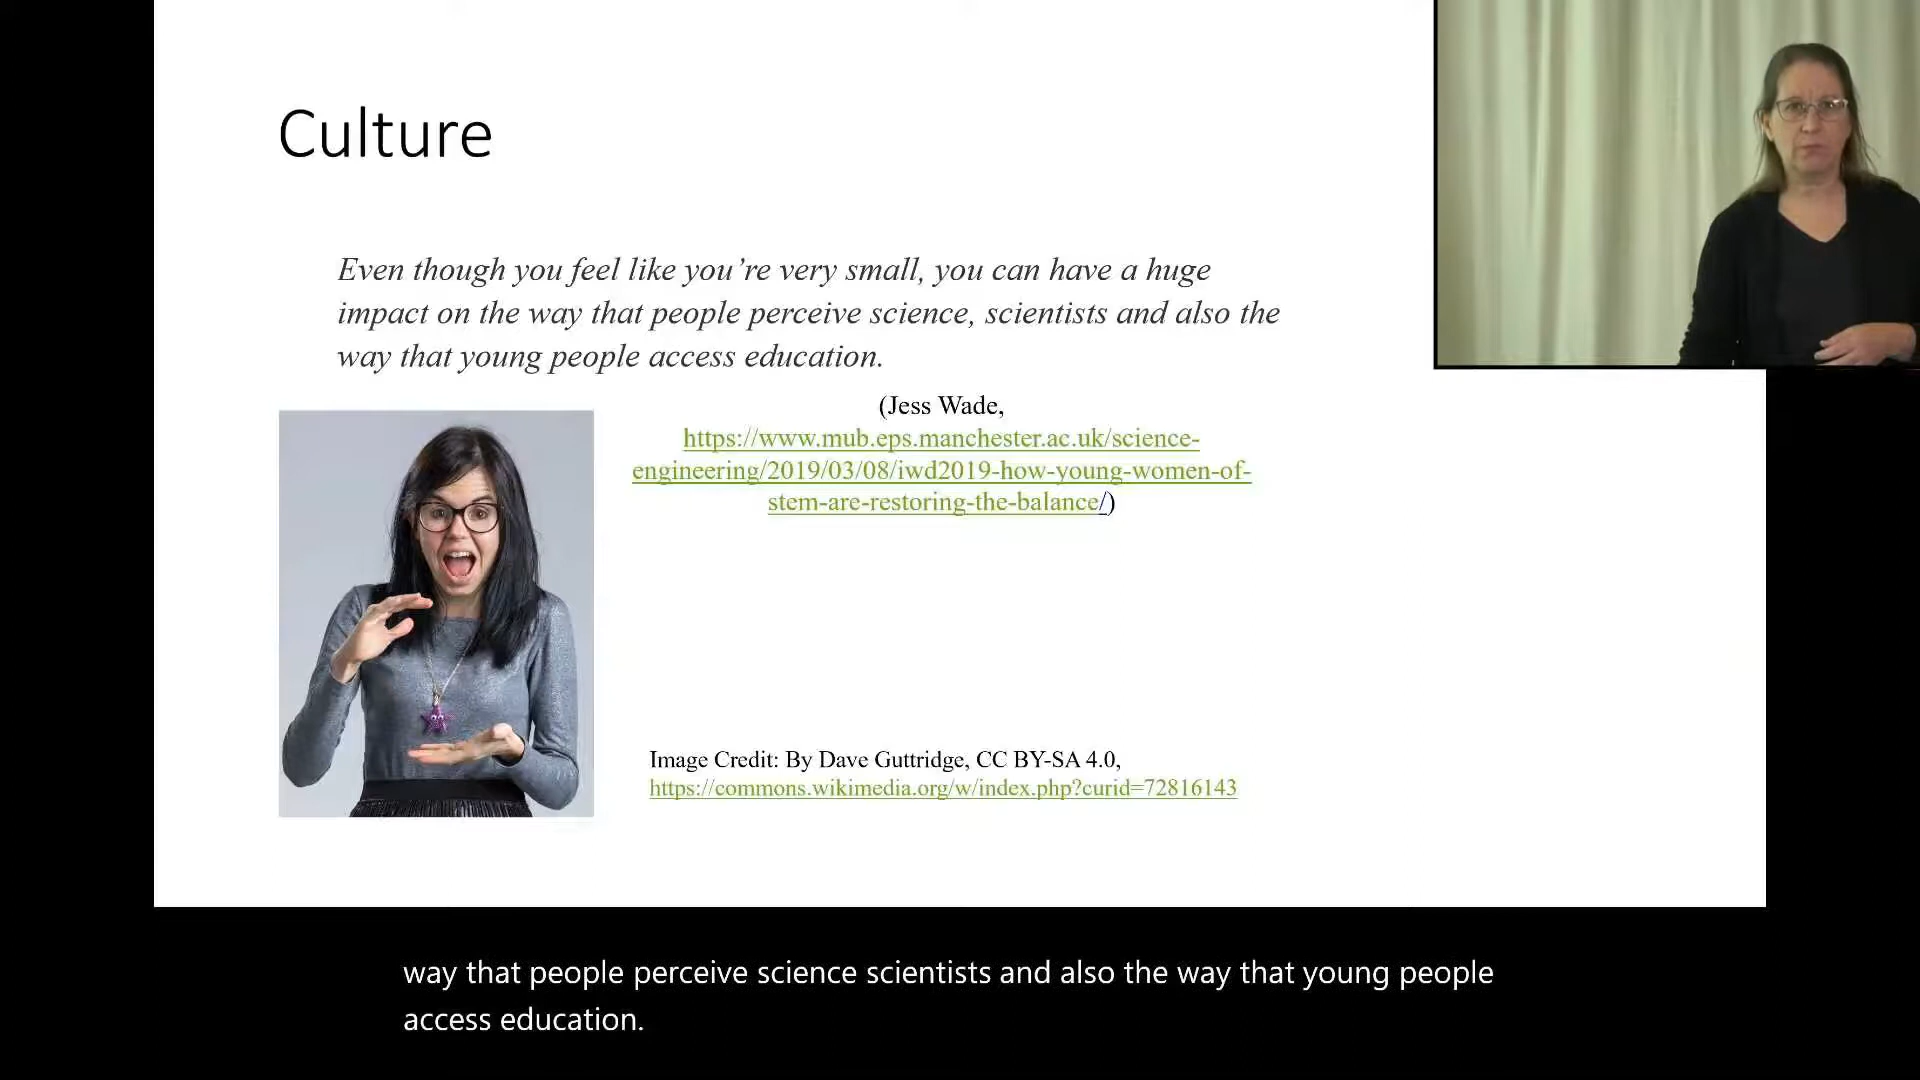 Culture
Even though you feel like you’re very small, you can have a huge
impact on the way that people perceive science, scientists and also the
way that young people access education.
(Jess Wade,
https://www.mub.eps.manchester.ac.uk/science-
engineering/2019/03/08/iwd2019-how-young-women-of-
stem-are-restoring-the-balance/)
Image Credit: By Dave Guttridge, CC BY-SA 4.0,
https://commons.wikimedia.org/w/index.php?curid=72816143
way that people perceive science scientists and also the way that young people
access education.